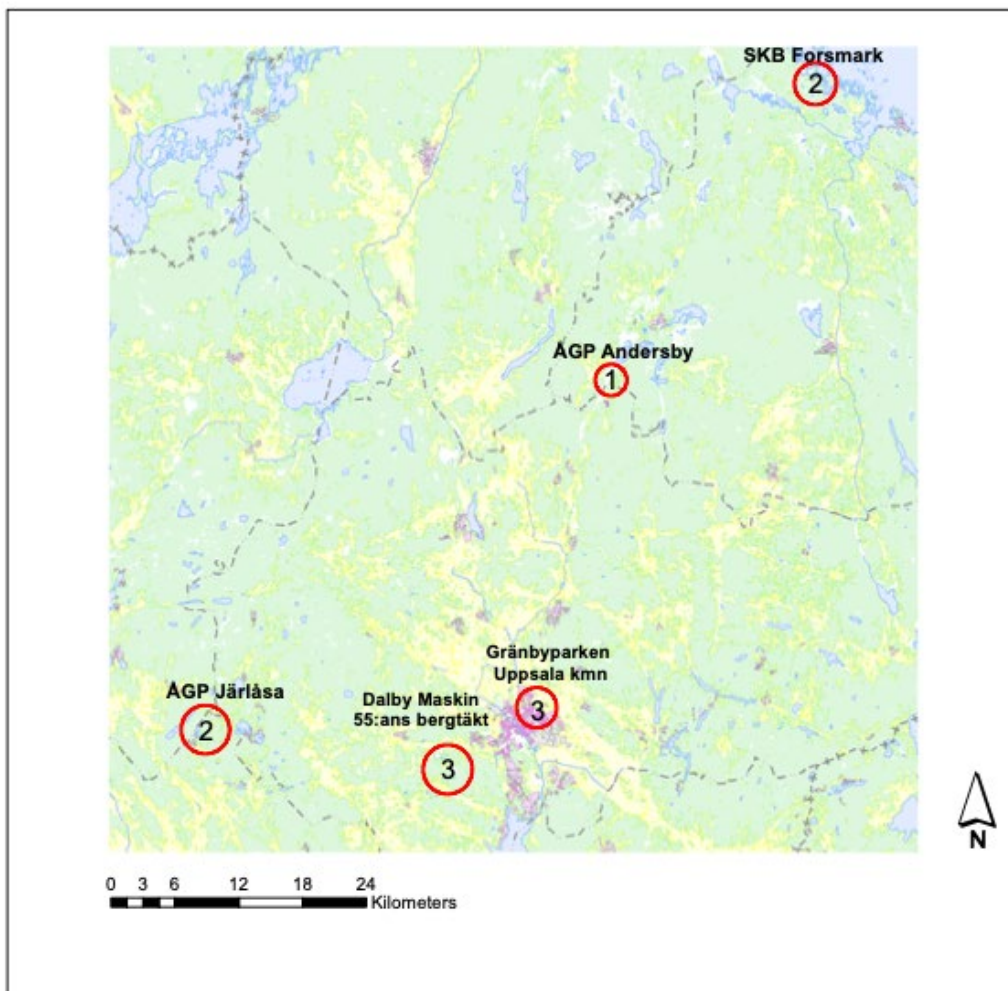 SKB Forsmark
2
ÅGP Andersby
1
Gränbyparken
Uppsala kmn
3
ÅGP Järlåsa
2
Dalby Maskin
55:ans bergtäkt
3
N
0 3 6 12 18 24
Kilometers